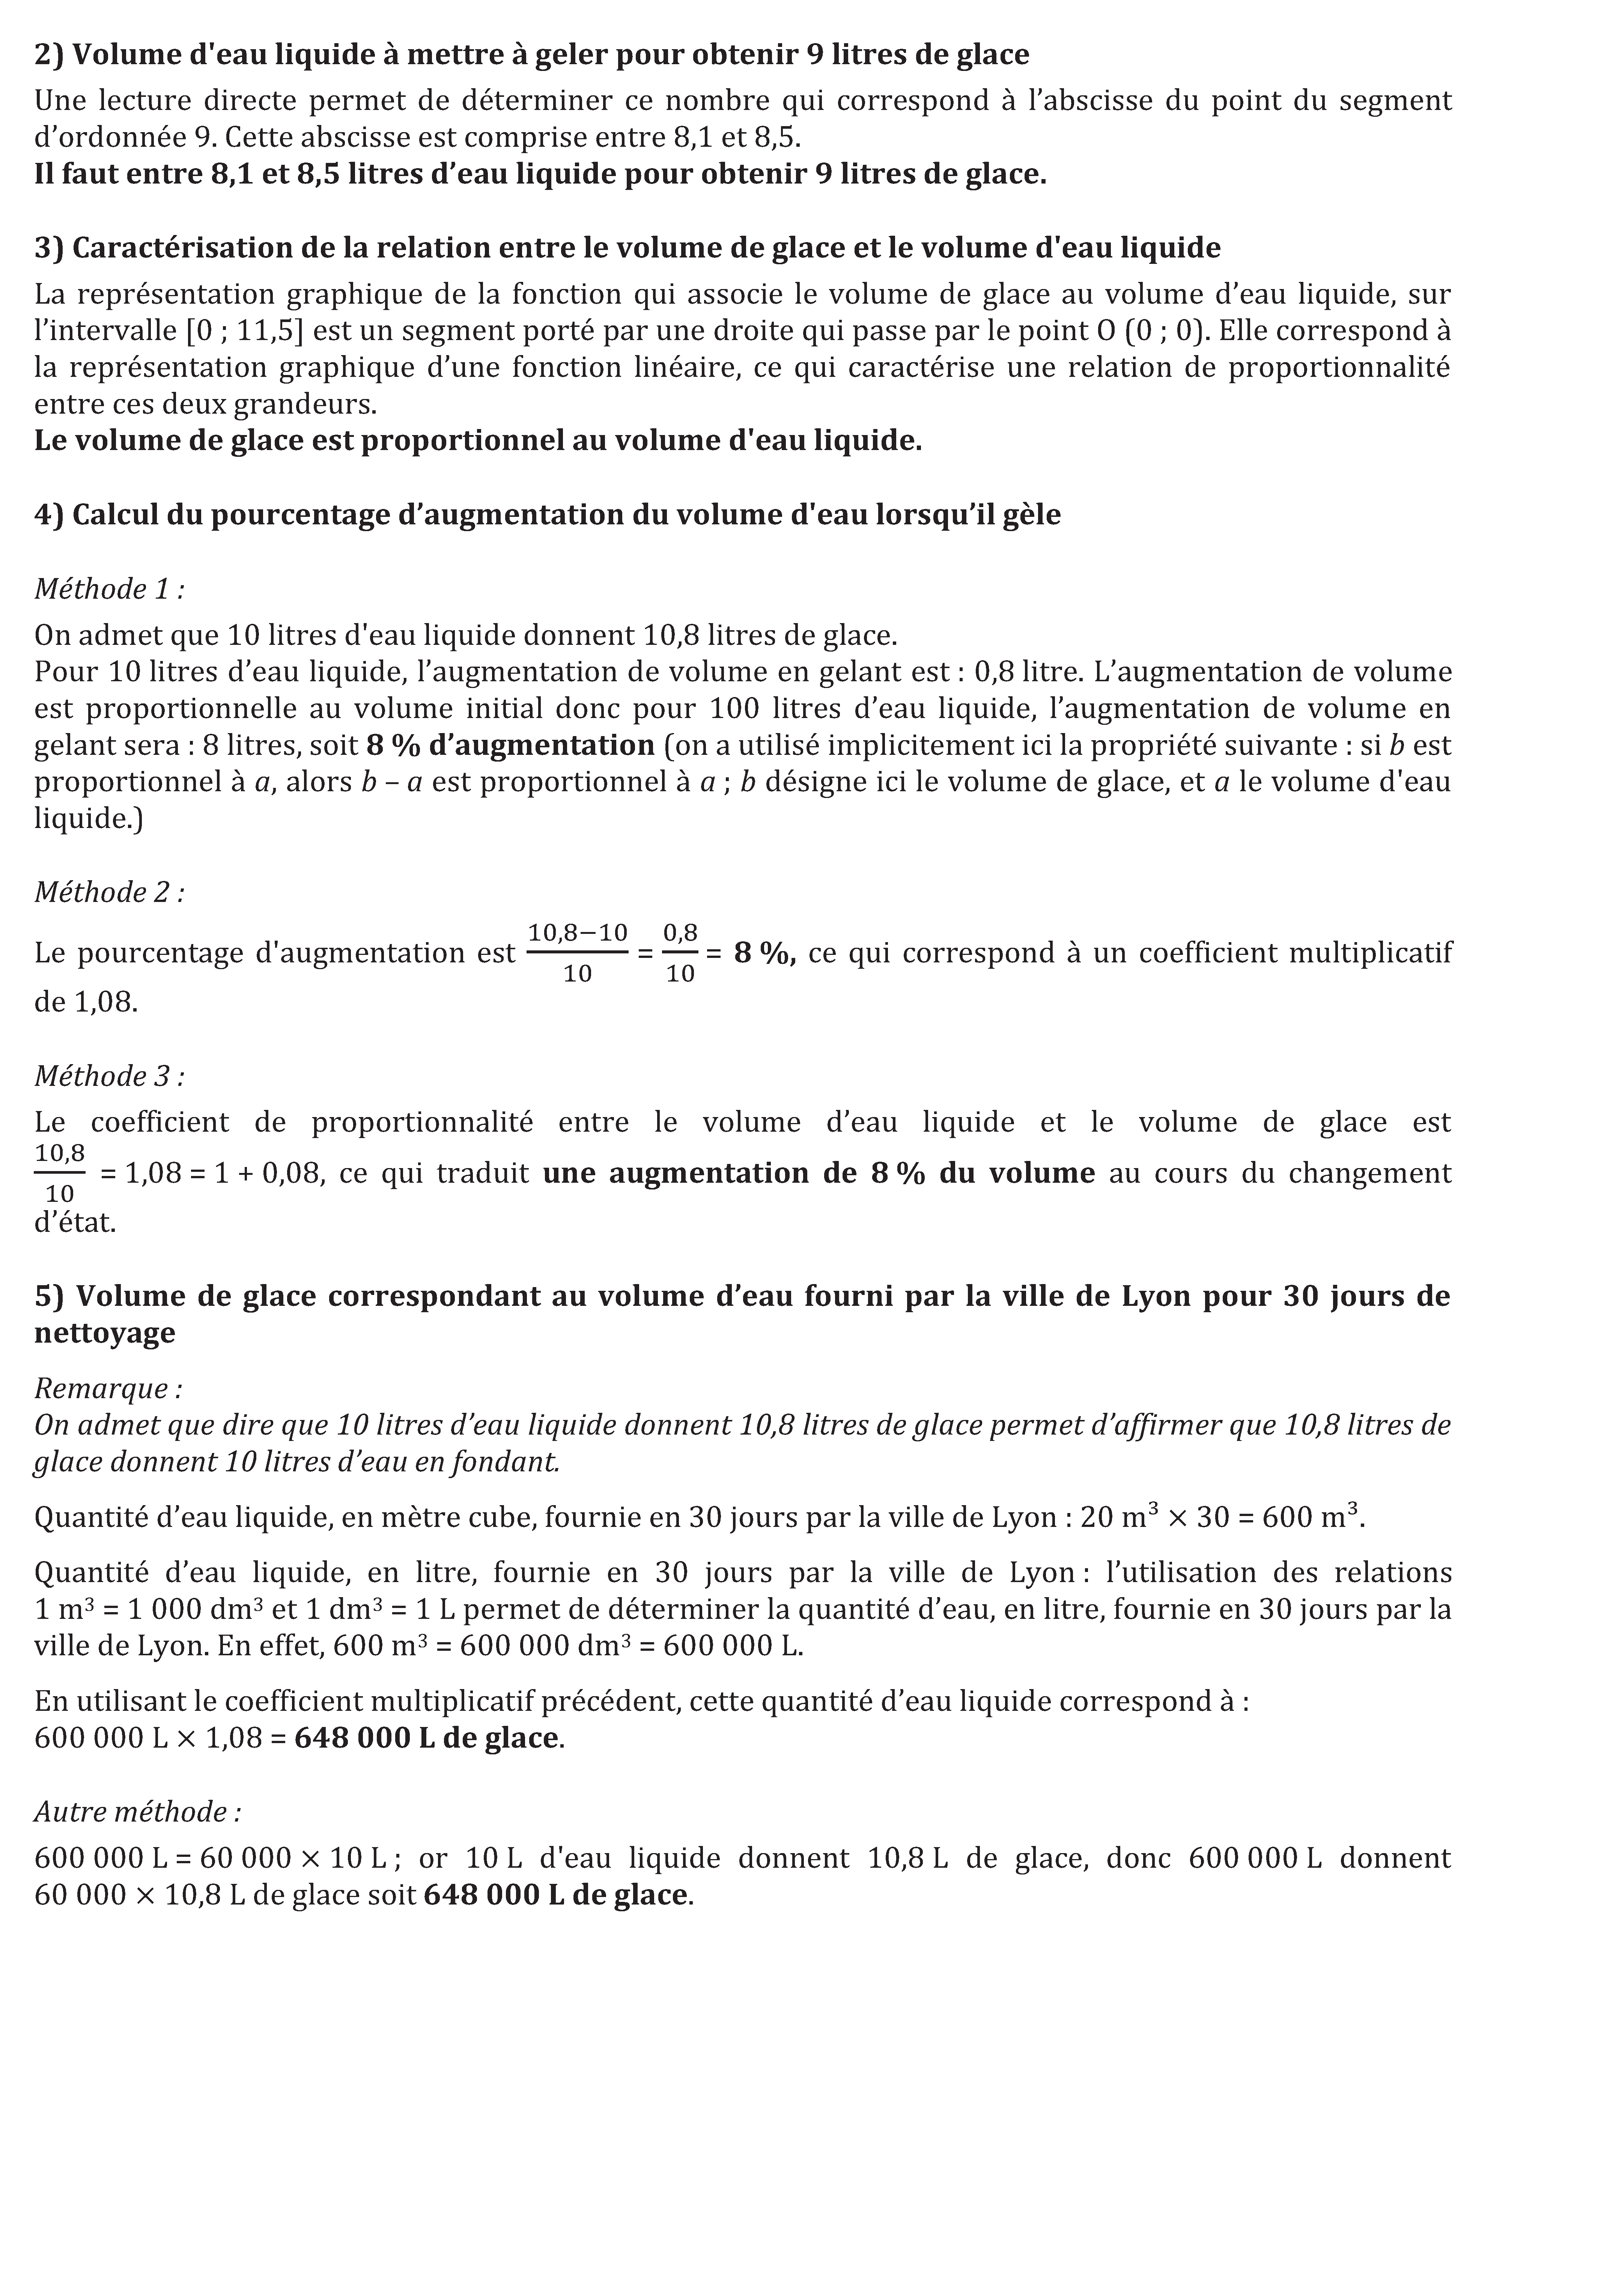 2) Volume d'eau liquide à mettre à geler pour obtenir 9 litres de glace
Une lecture directe permet de déterminer ce nombre qui correspond à l’abscisse du point du segment
d’ordonnée 9. Cette abscisse est comprise entre 8,1 et 8,5.
Il faut entre 8,1 et 8,5 litres d’eau liquide pour obtenir 9 litres de glace.
3) Caractérisation de la relation entre le volume de glace et le volume d'eau liquide
La représentation graphique de la fonction qui associe le volume de glace au volume d’eau liquide, sur
l’intervalle [0 ; 11,5] est un segment porté par une droite qui passe par le point O (0 ; 0). Elle correspond à
la représentation graphique d’une fonction linéaire, ce qui caractérise une relation de proportionnalité
entre ces deux grandeurs.
Le volume de glace est proportionnel au volume d'eau liquide.
4) Calcul du pourcentage d’augmentation du volume d'eau lorsqu’il gèle
Méthode 1 :
On admet que 10 litres d'eau liquide donnent 10,8 litres de glace.
Pour 10 litres d’eau liquide, l’augmentation de volume en gelant est : 0,8 litre. L’augmentation de volume
est proportionnelle au volume initial donc pour 100 litres d’eau liquide, l’augmentation de volume en
gelant sera : 8 litres, soit 8 % d’augmentation (on a utilisé implicitement ici la propriété suivante : si b est
proportionnel à a, alors b – a est proportionnel à a ; b désigne ici le volume de glace, et a le volume d'eau
liquide.)
Méthode 2 :
Le pourcentage d'augmentation est (10,8−10)/10 = 0,8/10 = 8 %, ce qui correspond à un coefficient multiplicatif
de 1,08.
Méthode 3 :
Le coefficient de proportionnalité entre le volume d’eau liquide et le volume de glace est
10,8/10 = 1,08 = 1 + 0,08, ce qui traduit une augmentation de 8 % du volume au cours du changement
d’état.
5) Volume de glace correspondant au volume d’eau fourni par la ville de Lyon pour 30 jours de
nettoyage
Remarque :
On admet que dire que 10 litres d’eau liquide donnent 10,8 litres de glace permet d’affirmer que 10,8 litres de
glace donnent 10 litres d’eau en fondant.
Quantité d’eau liquide, en mètre cube, fournie en 30 jours par la ville de Lyon : 20 m³ × 30 = 600 m³.
Quantité d’eau liquide, en litre, fournie en 30 jours par la ville de Lyon : l’utilisation des relations
1 m³ = 1 000 dm³ et 1 dm³ = 1 L permet de déterminer la quantité d’eau, en litre, fournie en 30 jours par la
ville de Lyon. En effet, 600 m³ = 600 000 dm³ = 600 000 L.
En utilisant le coefficient multiplicatif précédent, cette quantité d’eau liquide correspond à :
600 000 L × 1,08 = 648 000 L de glace.
Autre méthode :
600 000 L = 60 000 × 10 L ; or 10 L d'eau liquide donnent 10,8 L de glace, donc 600 000 L donnent
60 000 × 10,8 L de glace soit 648 000 L de glace.